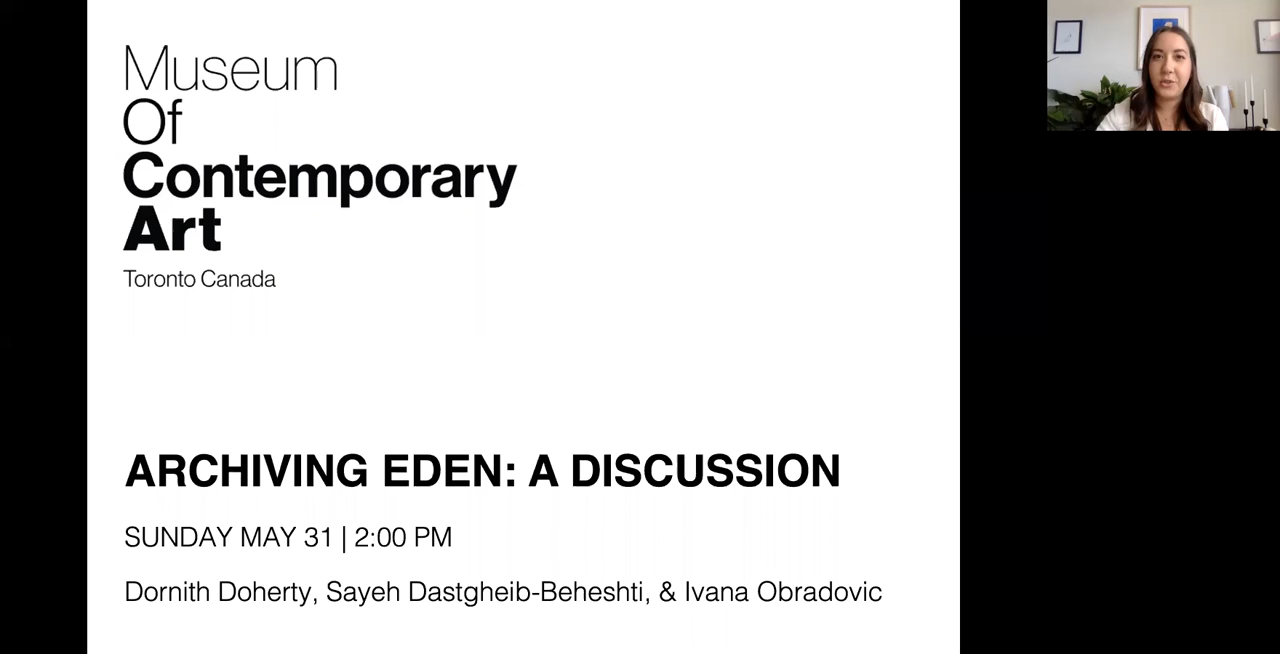 Museum
Of
Contemporary
Art
Toronto Canada
ARCHIVING EDEN: A DISCUSSION
SUNDAY MAY 31 | 2:00 PM
Dornith Doherty, Sayeh Dastgheib-Beheshti, & Ivana Obradovic